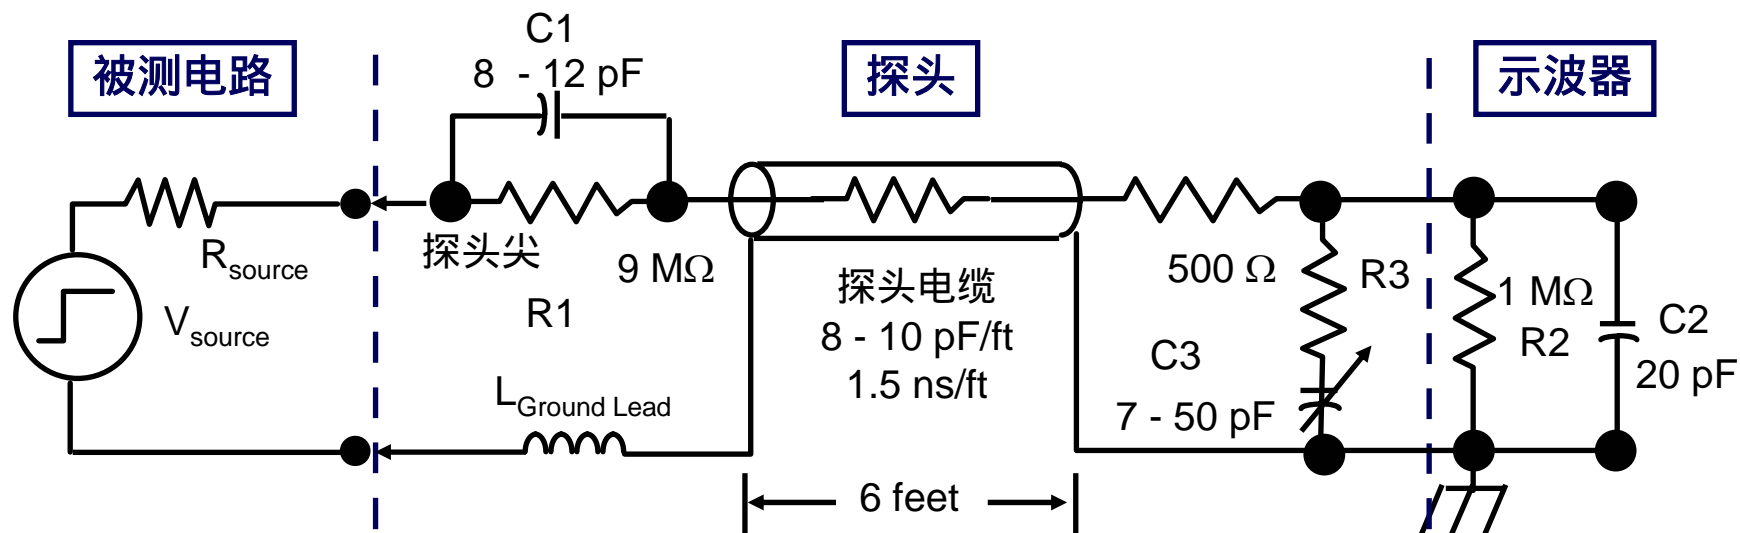 被测电路
C1
8 - 12 pF
探头
示波器
R_source
V_source
探头尖
9 MΩ
R1
L_Ground Lead
探头电缆
8 - 10 pF/ft
1.5 ns/ft
6 feet
500 Ω
R3
C3
7 - 50 pF
1 MΩ
R2
C2
20 pF